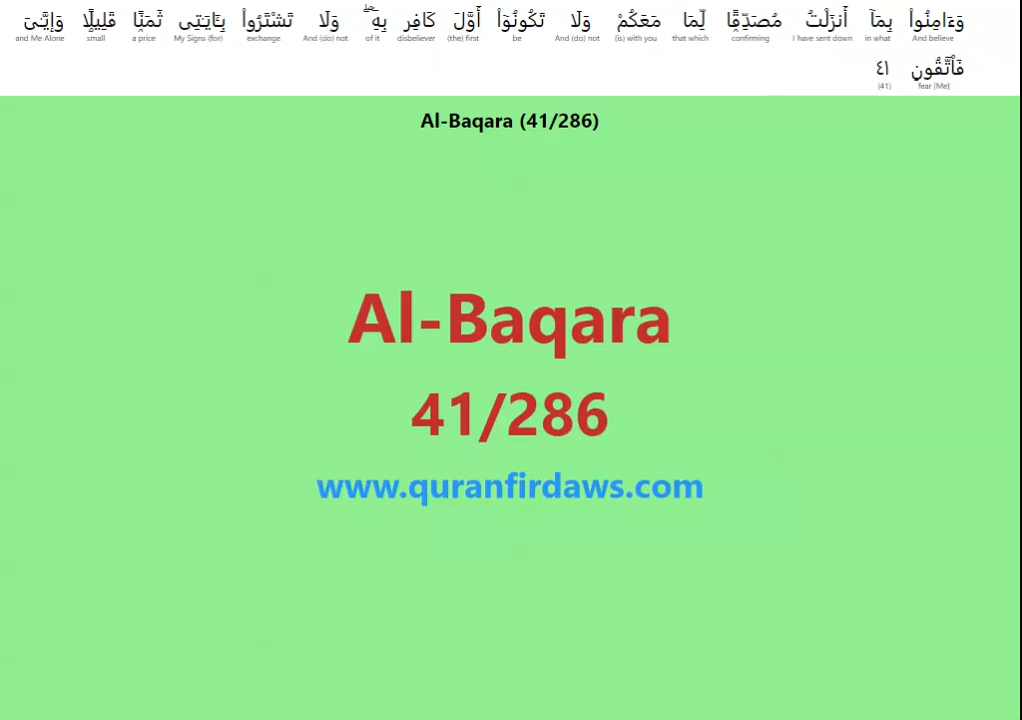 وَءَامِنُوا۟ بِمَآ أَنزَلْتُ مُصَدِّقًۭا لِّمَا مَعَكُمْ وَلَا تَكُونُوٓا۟ أَوَّلَ كَافِرٍۭ بِهِۦ ۖ وَلَا تَشْتَرُوا۟ بِـَٔايَـٰتِى ثَمَنًۭا قَلِيلًۭا وَإِيَّـٰىَ
And believe in what I have sent down confirming that which (is) with you And (do) not be (the) first disbeliever of it And (do) not exchange My Signs (for) a price small and Me Alone
فَٱتَّقُونِ ٤١
fear [Me] (41)
Al-Baqara (41/286)
Al-Baqara
41/286
www.quranfirdaws.com